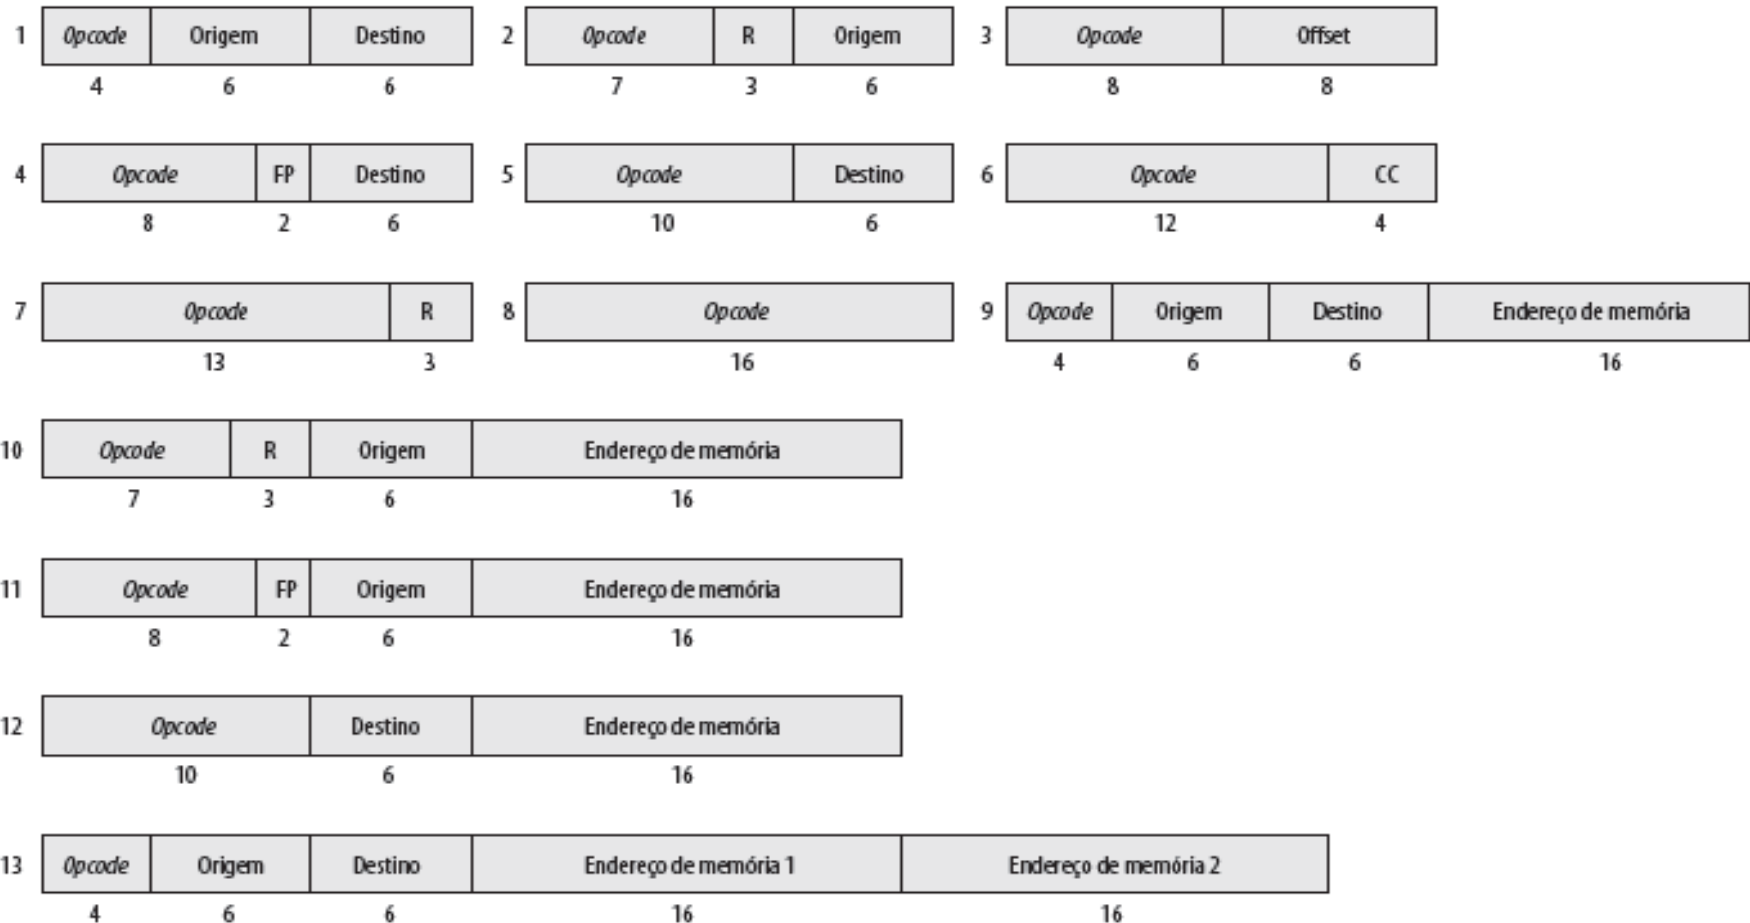 1 Opcode Origem Destino 2 Opcode R Origem 3 Opcode Offset
4 6 6 7 3 6 8 8
4 Opcode FP Destino 5 Opcode Destino 6 Opcode CC
8 2 6 10 6 12 4
7 Opcode R 8 Opcode 9 Opcode Origem Destino Endereço de memória
13 3 16 4 6 6 16
10 Opcode R Origem Endereço de memória
7 3 6 16
11 Opcode FP Origem Endereço de memória
8 2 6 16
12 Opcode Destino Endereço de memória
10 6 16
13 Opcode Origem Destino Endereço de memória 1 Endereço de memória 2
4 6 6 16 16